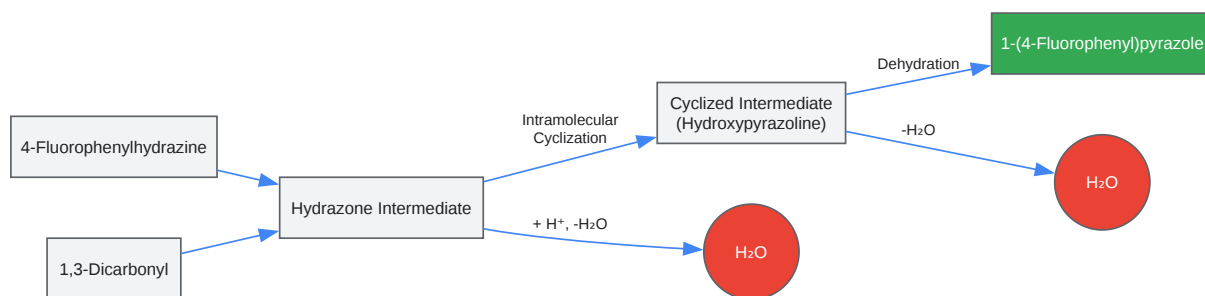 4-Fluorophenylhydrazine
1,3-Dicarbonyl
Hydrazone Intermediate
Intramolecular
Cyclization
+ H⁺, -H₂O
H₂O
Cyclized Intermediate
(Hydroxypyrazoline)
Dehydration
-H₂O
1-(4-Fluorophenyl)pyrazole
H₂O